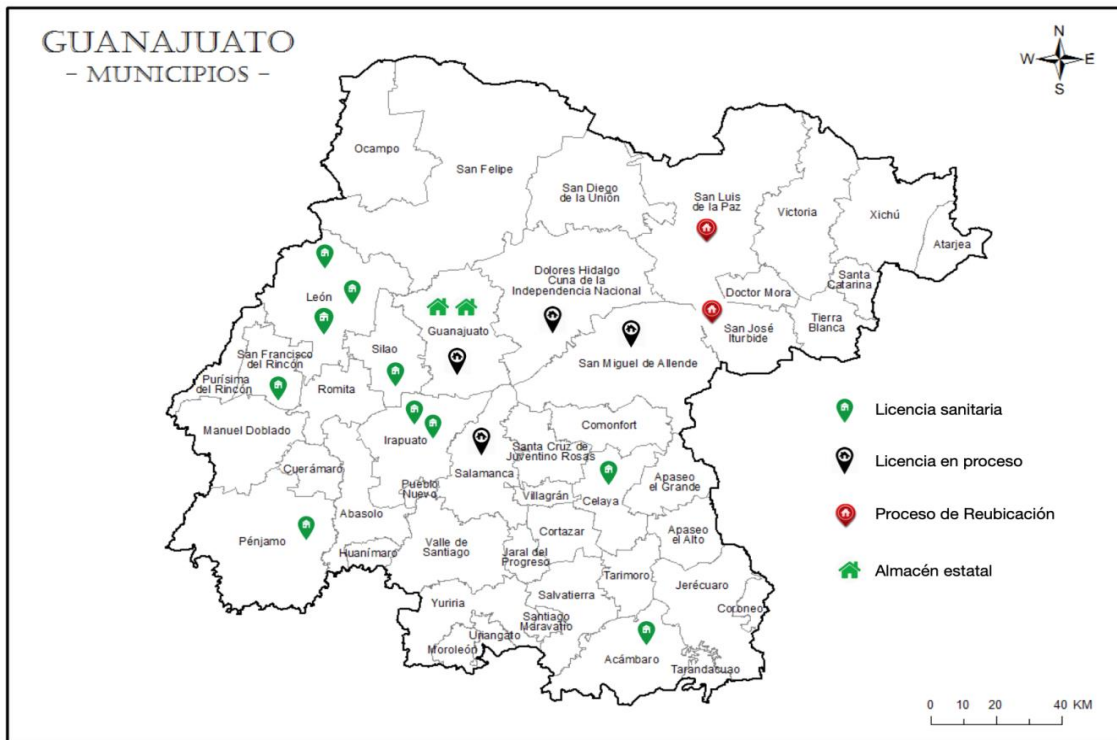 GUANAJUATO
- MUNICIPIOS -
N
W E
S
Ocampo
San Felipe
San Diego
de la Unión
San Luis
de la Paz
Victoria
Xichú
Atarjea
Dolores Hidalgo
Cuna de la
Independencia Nacional
Doctor Mora
Santa
Catarina
León
Guanajuato
San José
Iturbide
Tierra
Blanca
Silao
San Miguel de Allende
San Francisco
del Rincón
Purísima
del Rincón
Romita
Manuel Doblado
Irapuato
Comonfort
Santa Cruz de
Juventino Rosas
Cuerámaro
Salamanca
Apaseo
el Grande
Pueblo
Nuevo
Villagrán
Celaya
Abasolo
Pénjamo
Cortazar
Apaseo
el Alto
Valle de
Santiago
Huanímaro
Jaral del
Progreso
Tarimoro
Jerécuaro
Salvatierra
Yuriria
Coroneo
Santiago
Maravatío
Uriangato
Moroleón
Acámbaro
Tarandacuao
Licencia sanitaria
Licencia en proceso
Proceso de Reubicación
Almacén estatal
0 10 20 40 KM